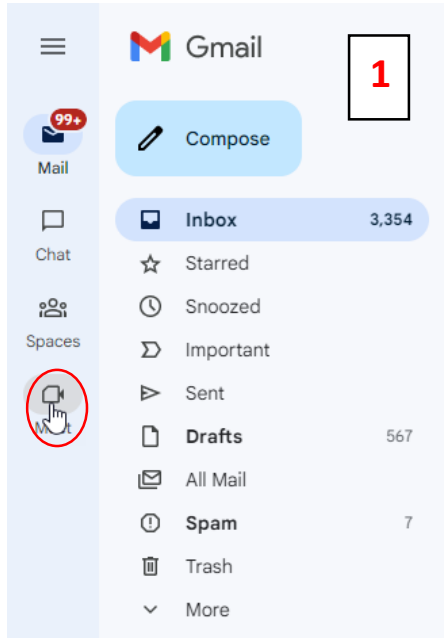 Gmail
1
99+
Mail
Compose
Inbox 3,354
Chat
Starred
Snoozed
Spaces
Important
Sent
Drafts 567
All Mail
Spam 7
Trash
More